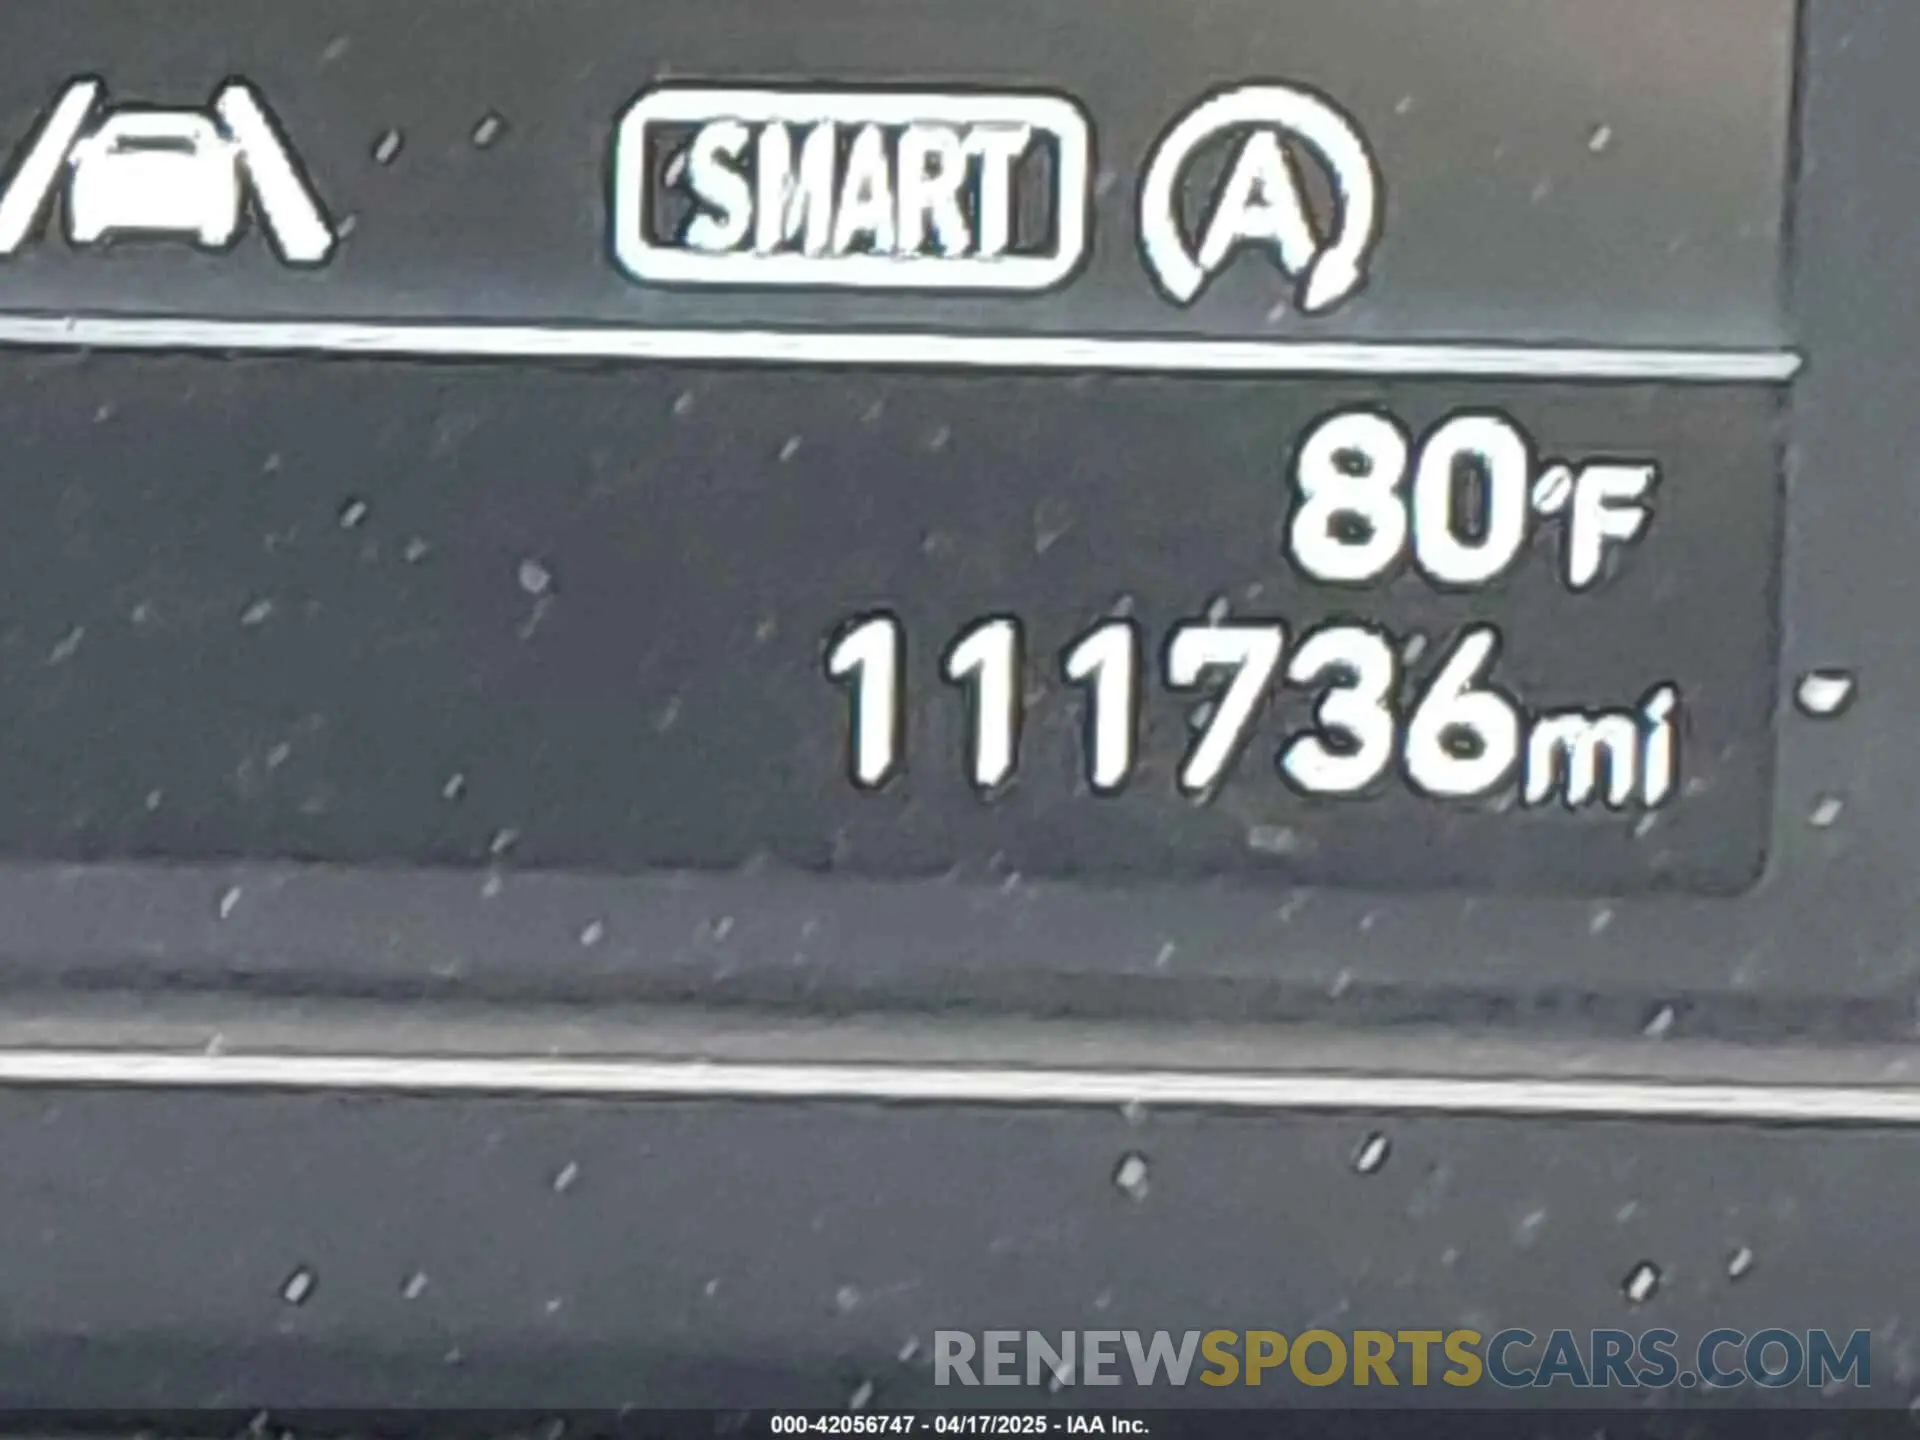 SMART A
80°F
111736mi
RENEWSPORTSCARS.COM
000-42056747 - 04/17/2025 - IAA Inc.